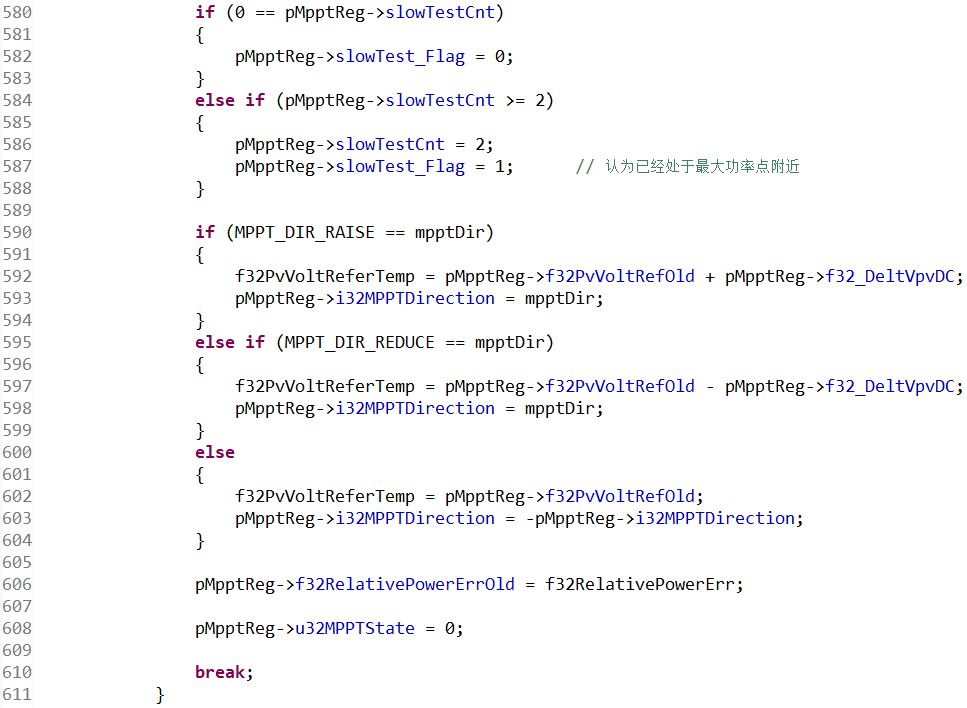 580                 if (0 == pMpptReg->slowTestCnt)
581                 {
582                     pMpptReg->slowTest_Flag = 0;
583                 }
584                 else if (pMpptReg->slowTestCnt >= 2)
585                 {
586                     pMpptReg->slowTestCnt = 2;
587                     pMpptReg->slowTest_Flag = 1;      // 认为已经处于最大功率点附近
588                 }
589
590                 if (MPPT_DIR_RAISE == mpptDir)
591                 {
592                     f32PvVoltReferTemp = pMpptReg->f32PvVoltRefOld + pMpptReg->f32_DeltVpvDC;
593                     pMpptReg->i32MPPTDirection = mpptDir;
594                 }
595                 else if (MPPT_DIR_REDUCE == mpptDir)
596                 {
597                     f32PvVoltReferTemp = pMpptReg->f32PvVoltRefOld - pMpptReg->f32_DeltVpvDC;
598                     pMpptReg->i32MPPTDirection = mpptDir;
599                 }
600                 else
601                 {
602                     f32PvVoltReferTemp = pMpptReg->f32PvVoltRefOld;
603                     pMpptReg->i32MPPTDirection = -pMpptReg->i32MPPTDirection;
604                 }
605
606                 pMpptReg->f32RelativePowerErrOld = f32RelativePowerErr;
607
608                 pMpptReg->u32MPPTState = 0;
609
610                 break;
611             }